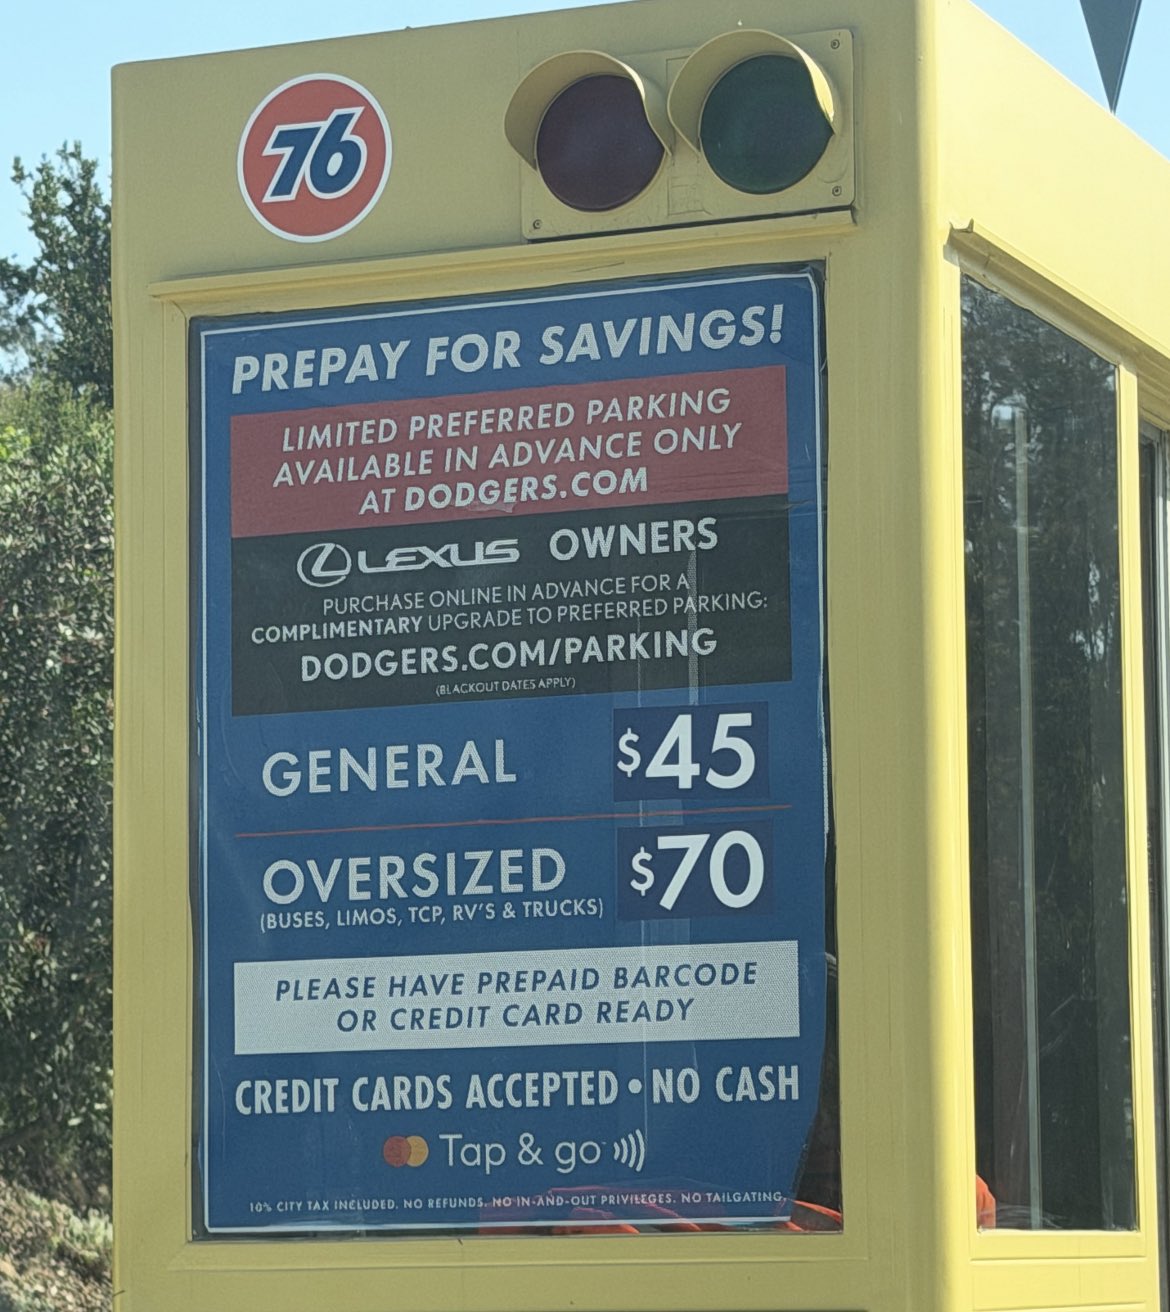 76
PREPAY FOR SAVINGS!
LIMITED PREFERRED PARKING
AVAILABLE IN ADVANCE ONLY
AT DODGERS.COM
LEXUS OWNERS
PURCHASE ONLINE IN ADVANCE FOR A
COMPLIMENTARY UPGRADE TO PREFERRED PARKING:
DODGERS.COM/PARKING
(BLACKOUT DATES APPLY)
GENERAL $45
OVERSIZED $70
(BUSES, LIMOS, TCP, RV'S & TRUCKS)
PLEASE HAVE PREPAID BARCODE
OR CREDIT CARD READY
CREDIT CARDS ACCEPTED • NO CASH
Tap & go
10% CITY TAX INCLUDED. NO REFUNDS. NO IN-AND-OUT PRIVILEGES. NO TAILGATING.